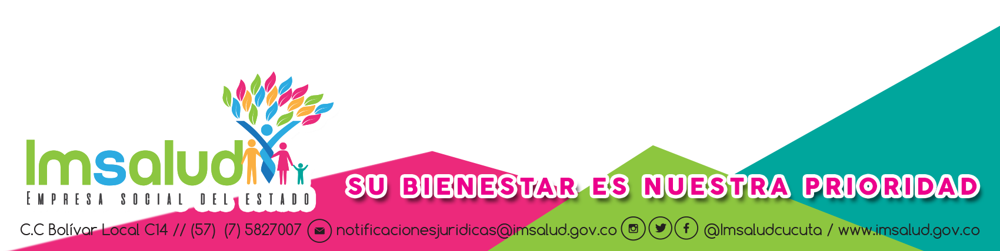 Imsalud
EMPRESA SOCIAL DEL ESTADO
SU BIENESTAR ES NUESTRA PRIORIDAD
C.C Bolívar Local C14 // (57) (7) 5827007 notificacionesjuridicas@imsalud.gov.co @Imsaludcucuta / www.imsalud.gov.co